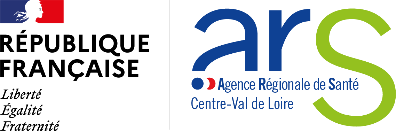 RÉPUBLIQUE
FRANÇAISE
Liberté
Égalité
Fraternité
ars
Agence Régionale de Santé
Centre-Val de Loire